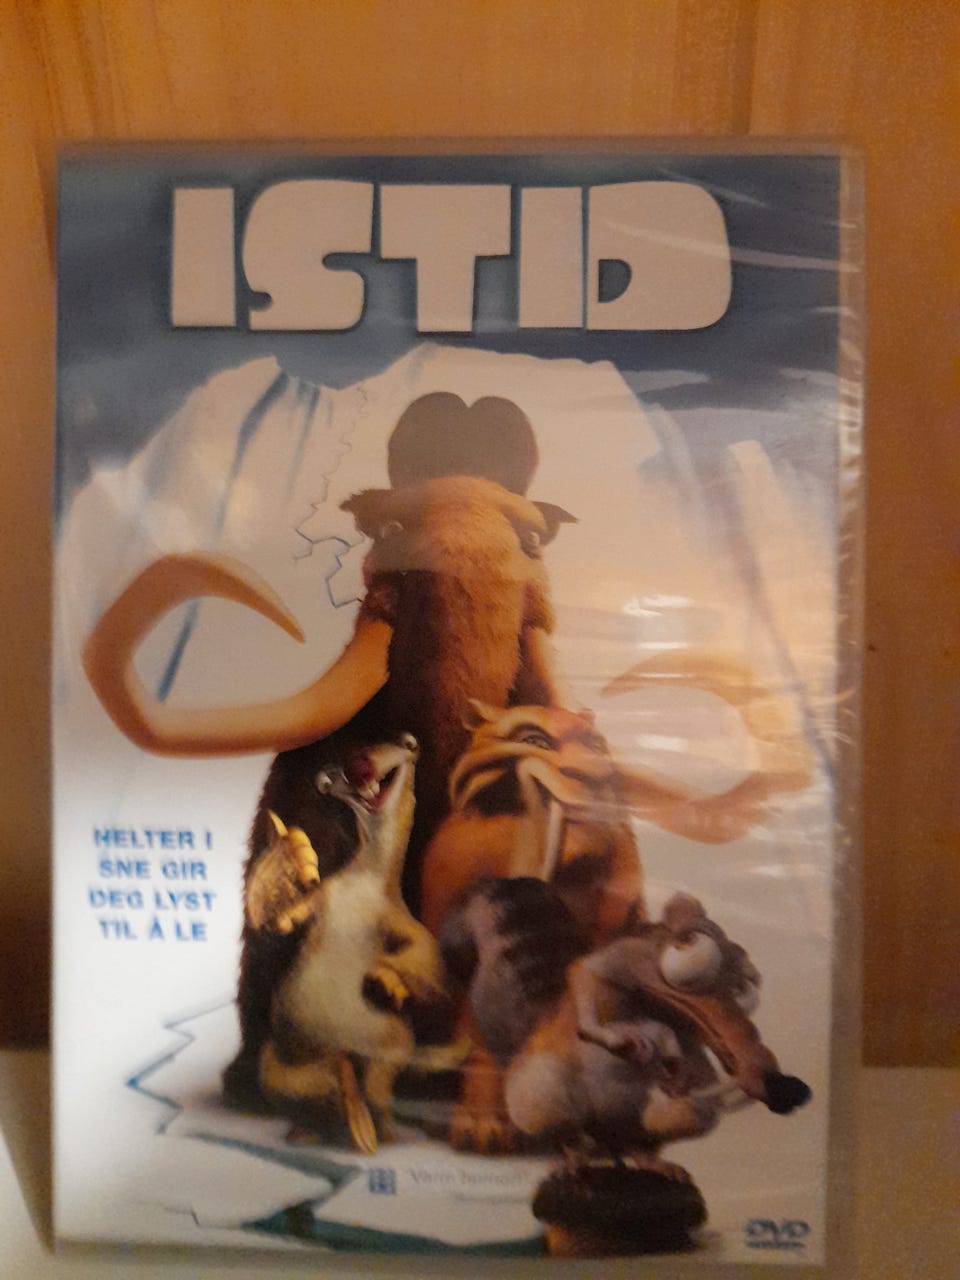 ISTID
HELTER I
SNE GIR
DEG LYST
TIL Å LE
"Varm humor!"
DVD